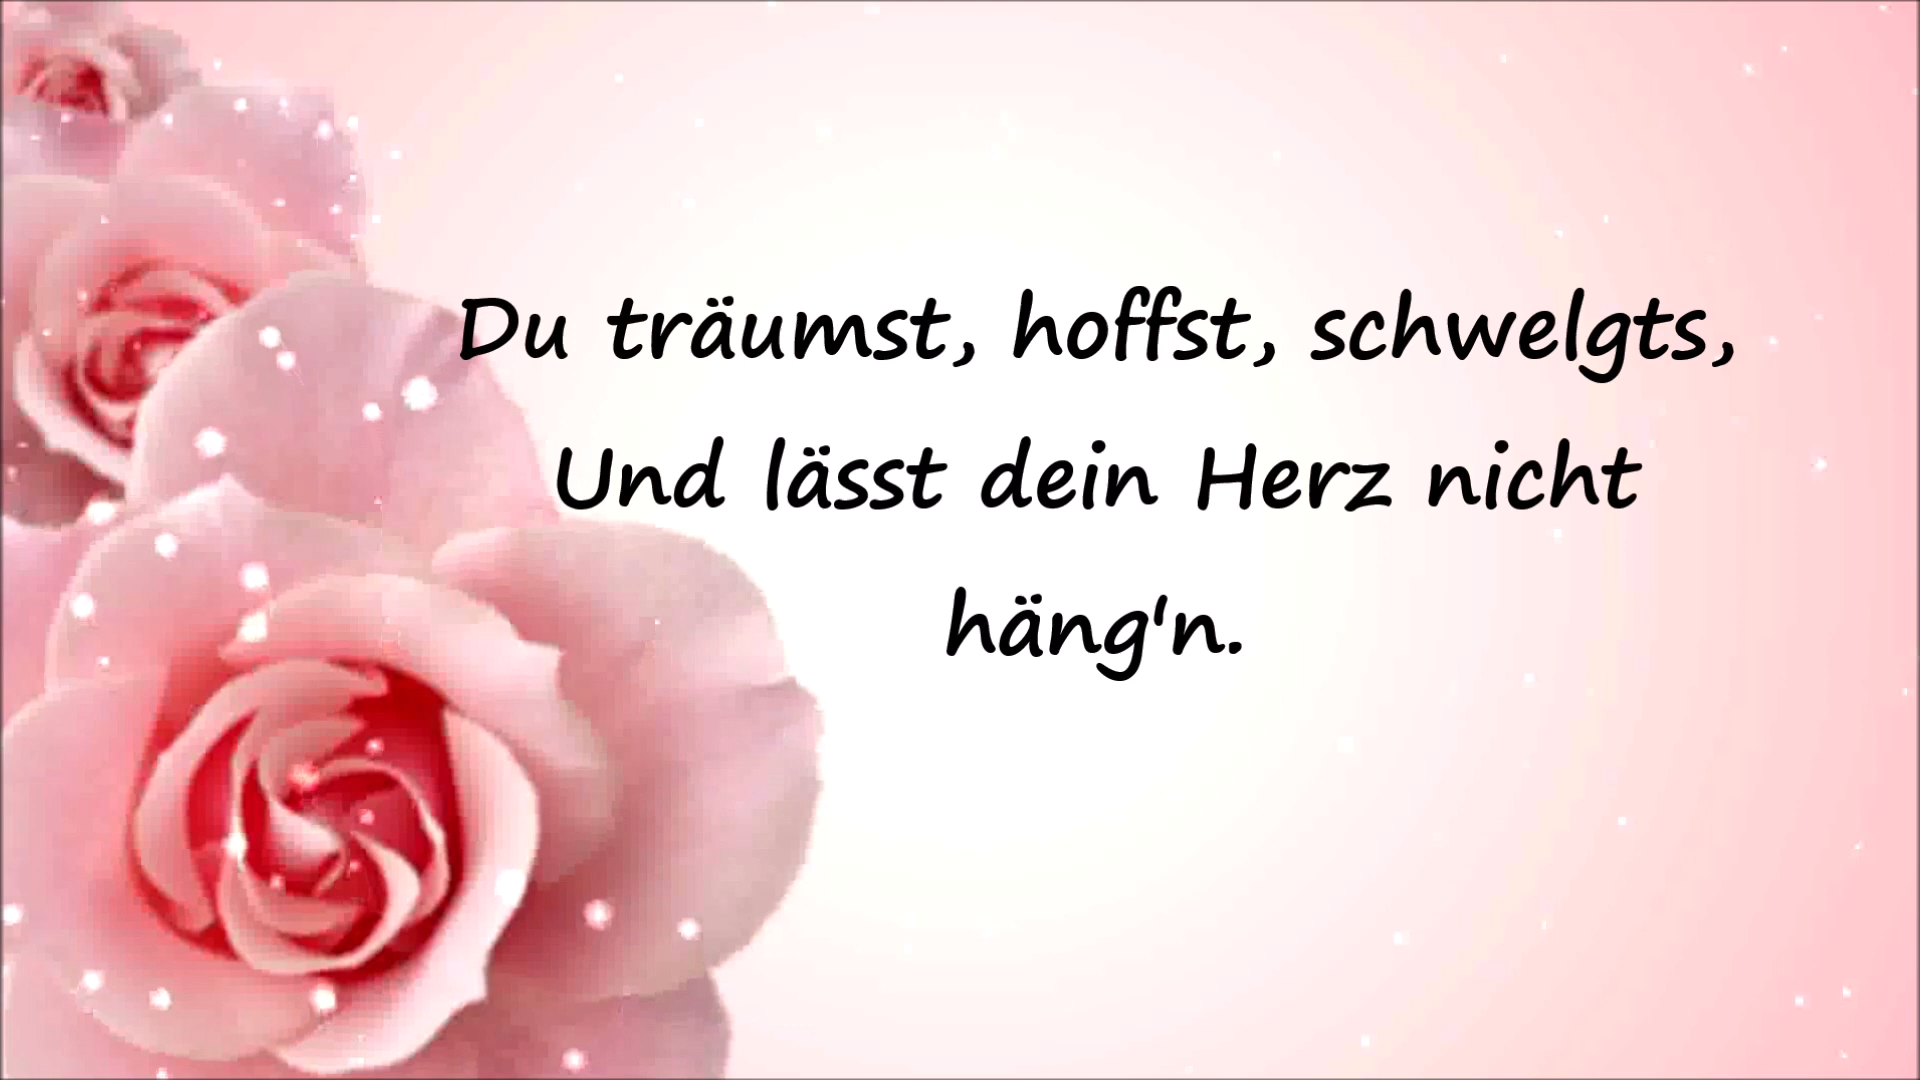 Du träumst, hoffst, schwelgts,
Und lässt dein Herz nicht
häng'n.